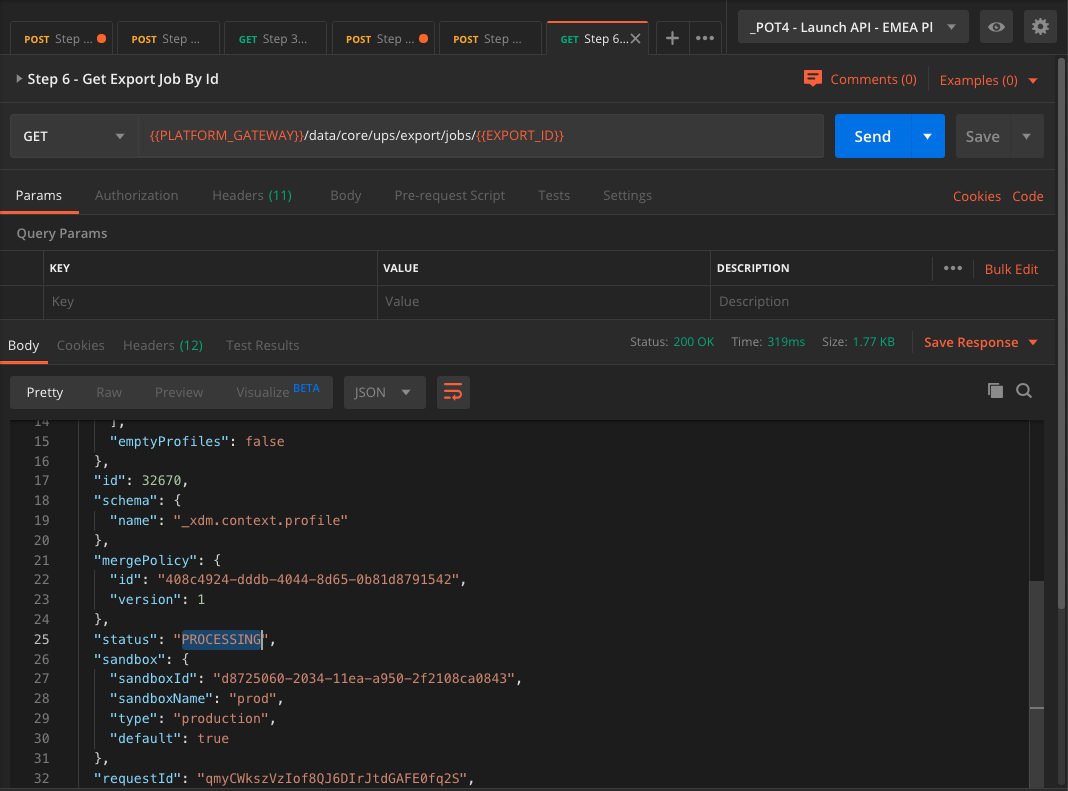 POST Step ... POST Step ... GET Step 3... POST Step ... POST Step ... GET Step 6... _POT4 - Launch API - EMEA Pl
Step 6 - Get Export Job By Id Comments (0) Examples (0)
GET {{PLATFORM_GATEWAY}}/data/core/ups/export/jobs/{{EXPORT_ID}} Send Save
Params Authorization Headers (11) Body Pre-request Script Tests Settings Cookies Code
Query Params
KEY VALUE DESCRIPTION ••• Bulk Edit
Key Value Description
Body Cookies Headers (12) Test Results Status: 200 OK Time: 319ms Size: 1.77 KB Save Response
Pretty Raw Preview Visualize BETA JSON
14 ],
15 "emptyProfiles": false
16 },
17 "id": 32670,
18 "schema": {
19 "name": "_xdm.context.profile"
20 },
21 "mergePolicy": {
22 "id": "408c4924-dddb-4044-8d65-0b81d8791542",
23 "version": 1
24 },
25 "status": "PROCESSING",
26 "sandbox": {
27 "sandboxId": "d8725060-2034-11ea-a950-2f2108ca0843",
28 "sandboxName": "prod",
29 "type": "production",
30 "default": true
31 },
32 "requestId": "qmyCWkszVzIof8QJ6DIrJtdGAFE0fq2S",